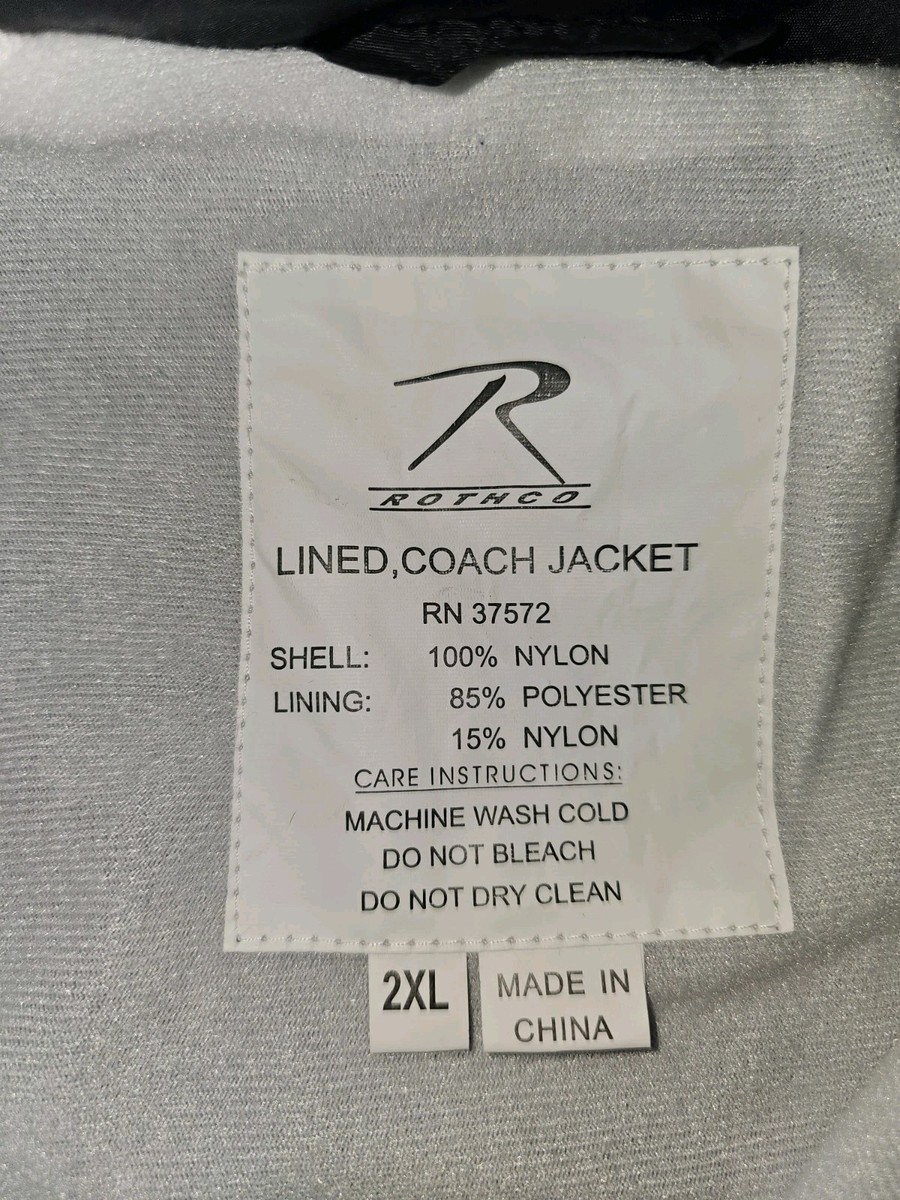 ROTHCO
LINED,COACH JACKET
RN 37572
SHELL: 100% NYLON
LINING: 85% POLYESTER
15% NYLON
CARE INSTRUCTIONS:
MACHINE WASH COLD
DO NOT BLEACH
DO NOT DRY CLEAN
2XL
MADE IN
CHINA